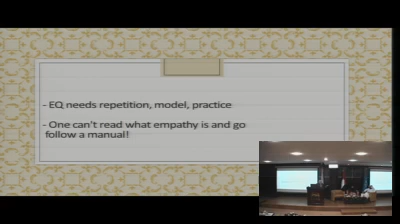 - EQ needs repetition, model, practice
- One can't read what empathy is and go
follow a manual!